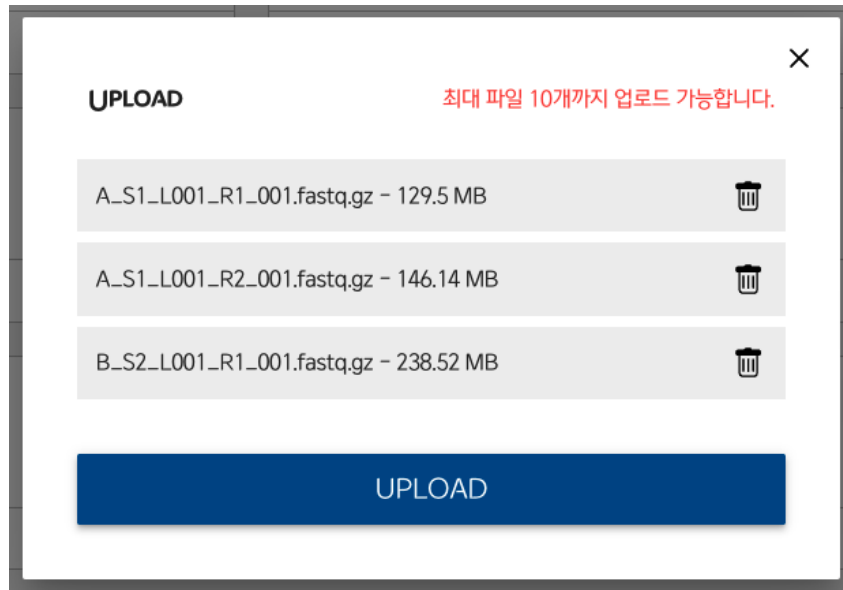 UPLOAD
최대 파일 10개까지 업로드 가능합니다.
A_S1_L001_R1_001.fastq.gz - 129.5 MB
A_S1_L001_R2_001.fastq.gz - 146.14 MB
B_S2_L001_R1_001.fastq.gz - 238.52 MB
UPLOAD